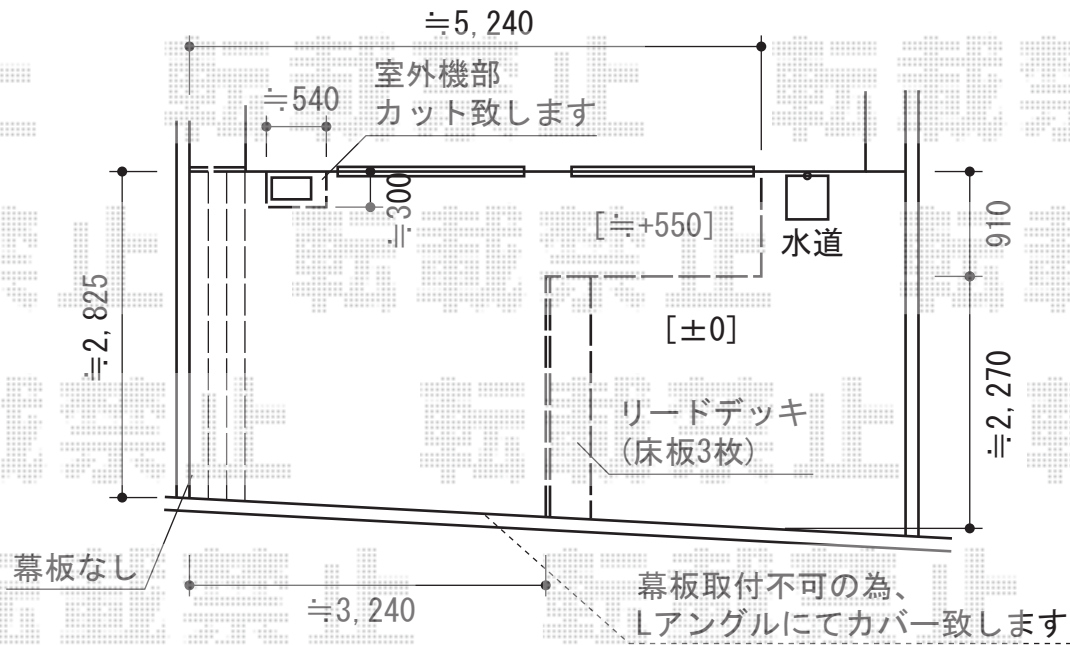 ≒5,240
室外機部
カット致します
≒540
≒300
[≒+550]
水道
910
≒2,825
[±0]
≒2,270
リードデッキ
(床板3枚)
幕板なし
≒3,240
幕板取付不可の為、
Lアングルにてカバー致します